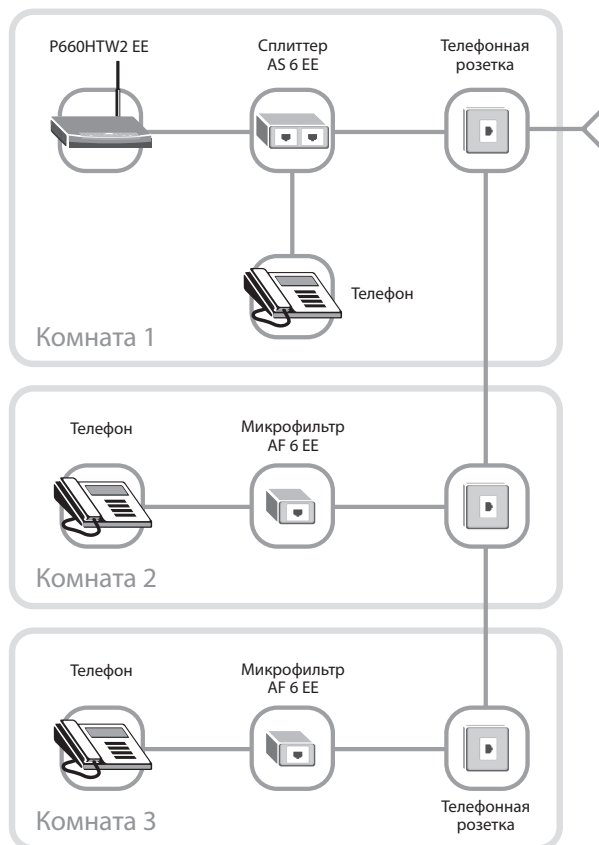 P660HTW2 EE
Сплиттер
AS 6 EE
Телефонная
розетка
Телефон
Комната 1
Телефон
Микрофильтр
AF 6 EE
Комната 2
Телефон
Микрофильтр
AF 6 EE
Комната 3
Телефонная
розетка